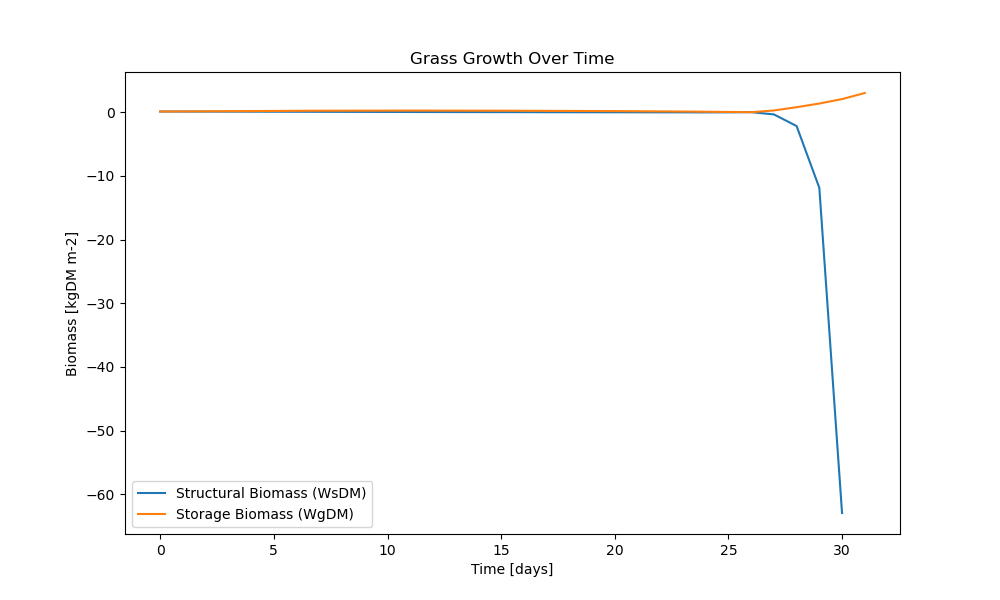 Grass Growth Over Time
Biomass [kgDM m-2]
0
−10
−20
−30
−40
−50
−60
Structural Biomass (WsDM)
Storage Biomass (WgDM)
0 5 10 15 20 25 30
Time [days]